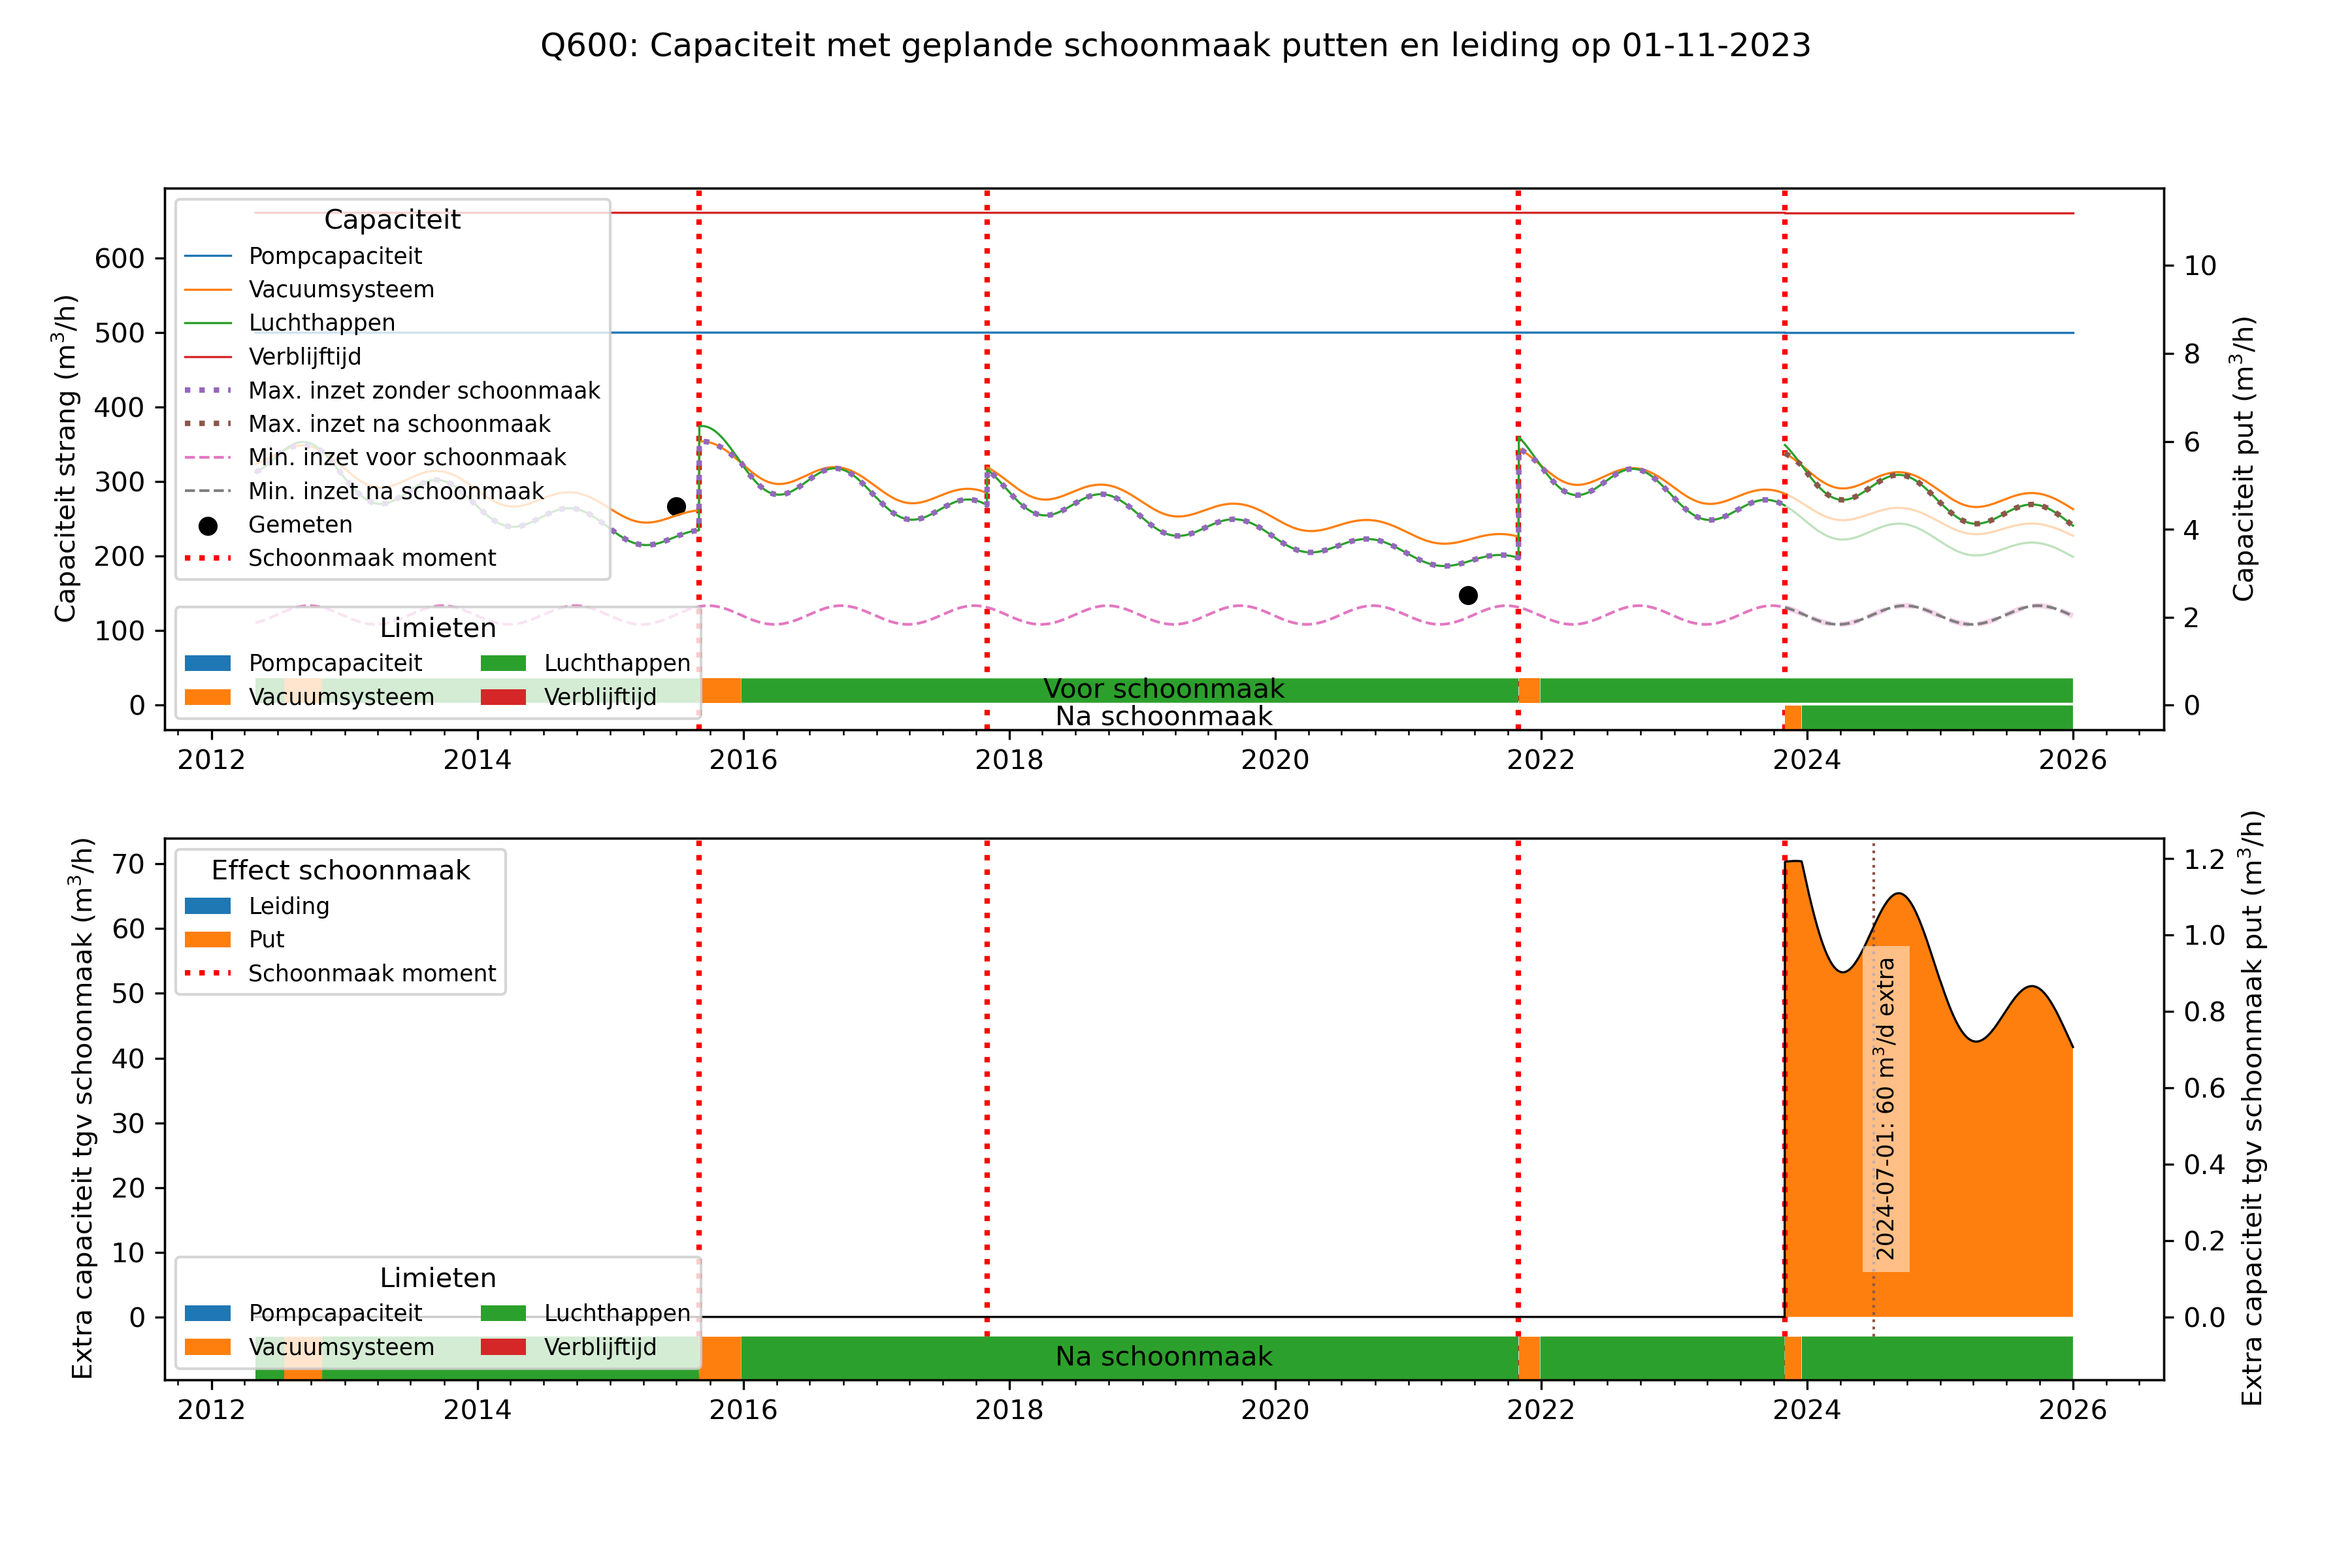 Q600: Capaciteit met geplande schoonmaak putten en leiding op 01-11-2023
Capaciteit strang (m³/h)
600
500
400
300
200
100
0
Capaciteit
Pompcapaciteit
Vacuumsysteem
Luchthappen
Verblijftijd
Max. inzet zonder schoonmaak
Max. inzet na schoonmaak
Min. inzet voor schoonmaak
Min. inzet na schoonmaak
Gemeten
Schoonmaak moment
Limieten
Pompcapaciteit
Vacuumsysteem
Luchthappen
Verblijftijd
Voor schoonmaak
Na schoonmaak
10
8
6
4
2
0
Capaciteit put (m³/h)
2012 2014 2016 2018 2020 2022 2024 2026
Extra capaciteit tgv schoonmaak (m³/h)
70
60
50
40
30
20
10
0
Effect schoonmaak
Leiding
Put
Schoonmaak moment
Limieten
Pompcapaciteit
Vacuumsysteem
Luchthappen
Verblijftijd
Na schoonmaak
2024-07-01: 60 m³/d extra
1.2
1.0
0.8
0.6
0.4
0.2
0.0
Extra capaciteit tgv schoonmaak put (m³/h)
2012 2014 2016 2018 2020 2022 2024 2026